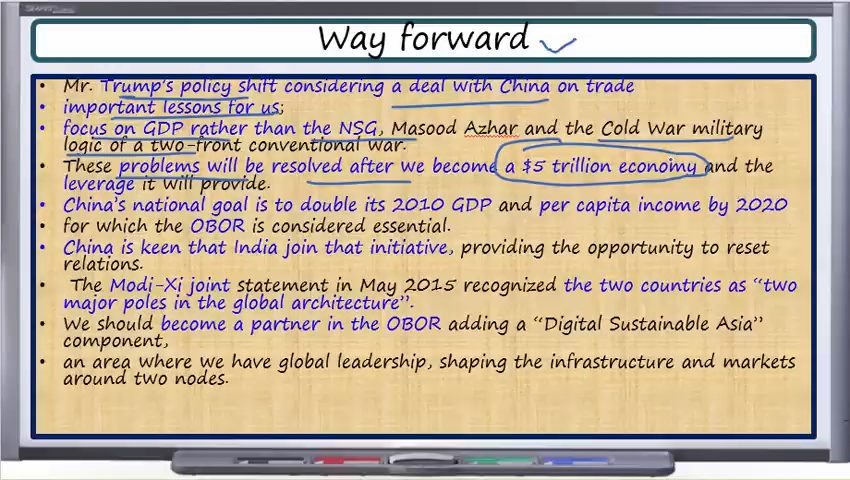 Way forward
• Mr. Trump's policy shift considering a deal with China on trade
• important lessons for us;
• focus on GDP rather than the NSG, Masood Azhar and the Cold War military
logic of a two-front conventional war.
• These problems will be resolved after we become a $5 trillion economy and the
leverage it will provide.
• China's national goal is to double its 2010 GDP and per capita income by 2020
• for which the OBOR is considered essential.
• China is keen that India join that initiative, providing the opportunity to reset
relations.
• The Modi-Xi joint statement in May 2015 recognized the two countries as "two
major poles in the global architecture".
• We should become a partner in the OBOR adding a "Digital Sustainable Asia"
component,
• an area where we have global leadership, shaping the infrastructure and markets
around two nodes.